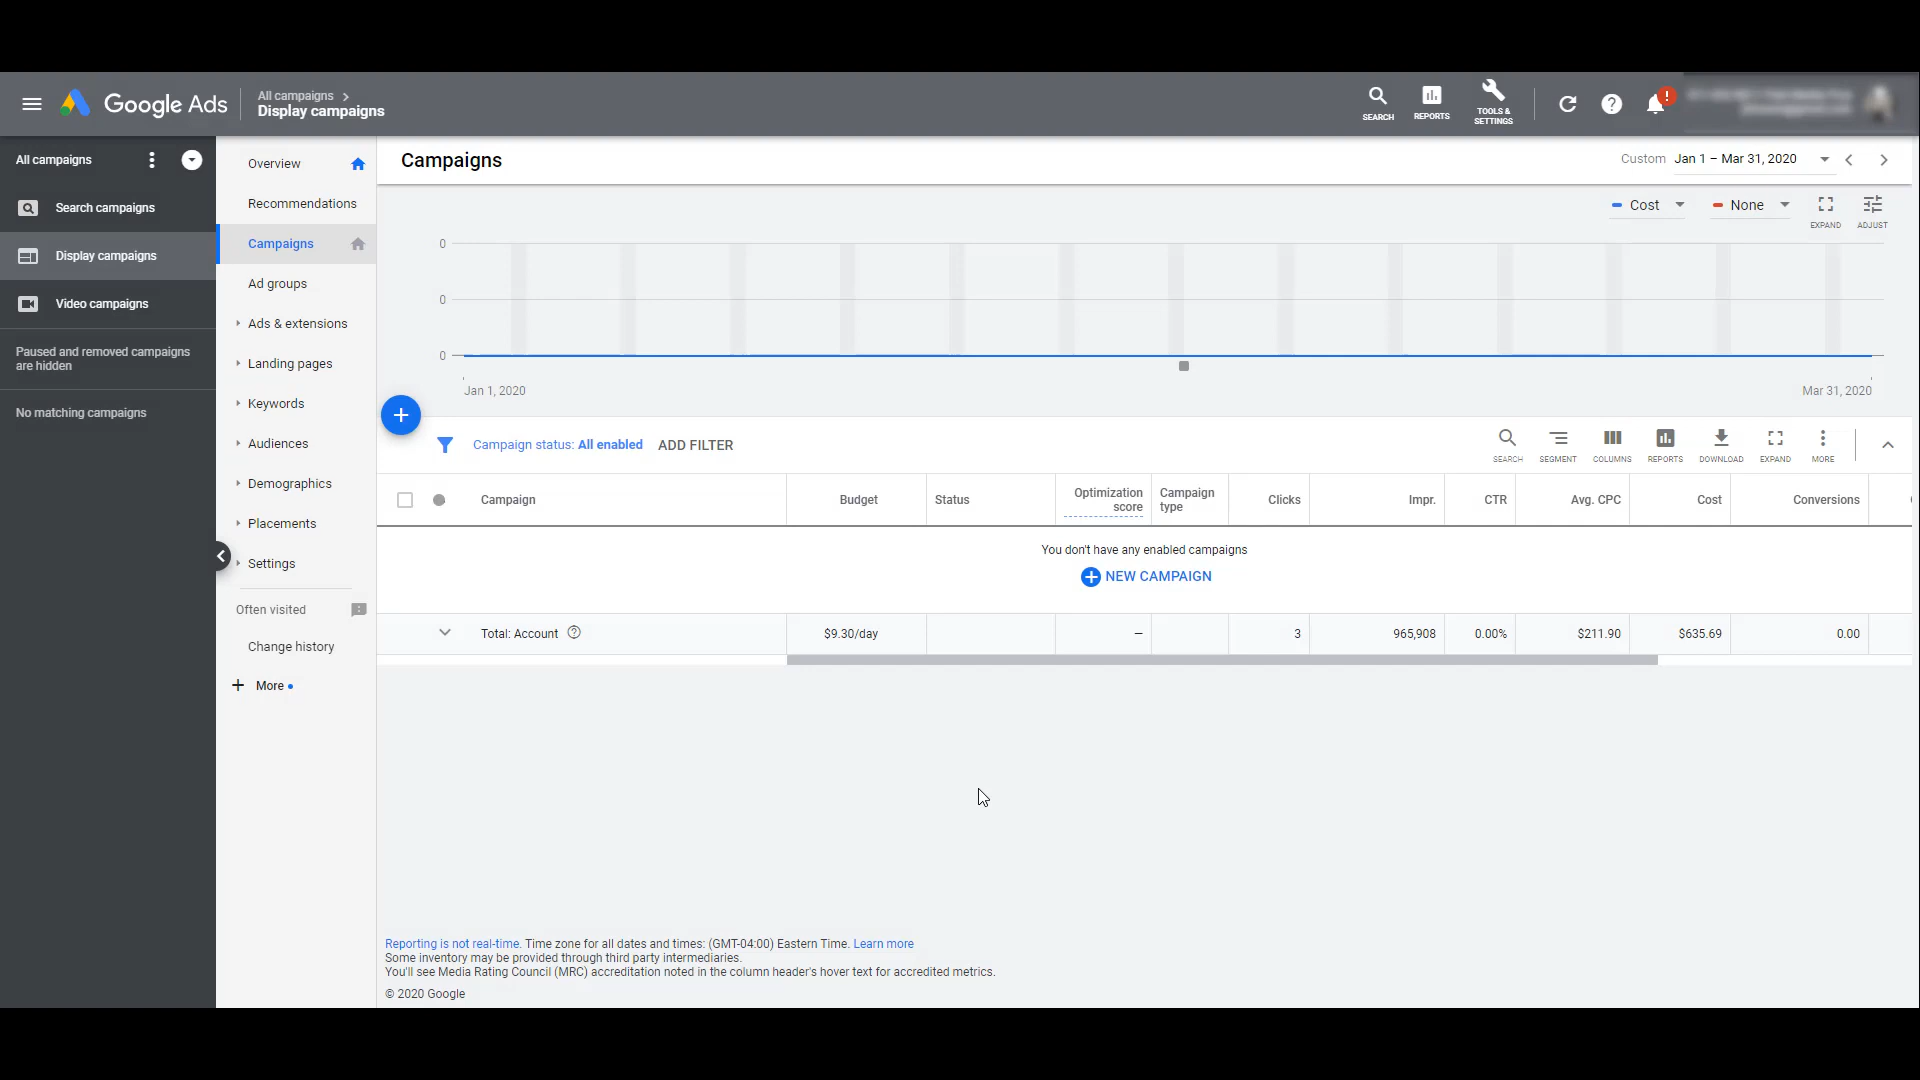 Google Ads
All campaigns
Display campaigns
SEARCH
REPORTS
TOOLS &
SETTINGS
!
All campaigns
Search campaigns
Display campaigns
Video campaigns
Paused and removed campaigns
are hidden
No matching campaigns
Overview
Recommendations
Campaigns
Ad groups
Ads & extensions
Landing pages
Keywords
Audiences
Demographics
Placements
Settings
Often visited
Change history
More
Campaigns
Custom Jan 1 – Mar 31, 2020
Cost
None
EXPAND
ADJUST
0
0
0
Jan 1, 2020
Mar 31, 2020
Campaign status: All enabled
ADD FILTER
SEARCH
SEGMENT
COLUMNS
REPORTS
DOWNLOAD
EXPAND
MORE
Campaign
Budget
Status
Optimization
score
Campaign
type
Clicks
Impr.
CTR
Avg. CPC
Cost
Conversions
You don't have any enabled campaigns
NEW CAMPAIGN
Total: Account
$9.30/day
–
3
965,908
0.00%
$211.90
$635.69
0.00
Reporting is not real-time. Time zone for all dates and times: (GMT-04:00) Eastern Time. Learn more
Some inventory may be provided through third party intermediaries.
You'll see Media Rating Council (MRC) accreditation noted in the column header's hover text for accredited metrics.
© 2020 Google